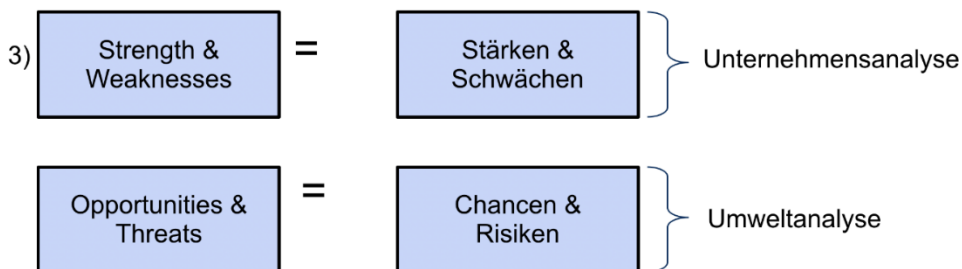 3)
Strength &
Weaknesses
=
Stärken &
Schwächen
Unternehmensanalyse
Opportunities &
Threats
=
Chancen &
Risiken
Umweltanalyse